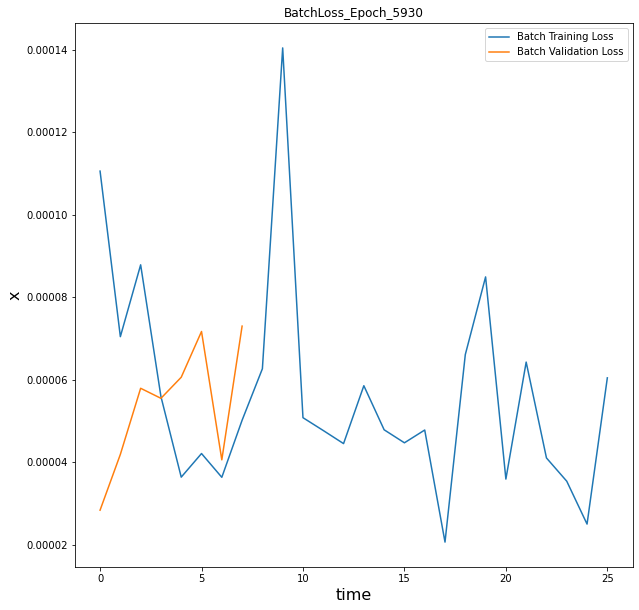 BatchLoss_Epoch_5930
Batch Training Loss
Batch Validation Loss
0.00014
0.00012
0.00010
0.00008
0.00006
0.00004
0.00002
x
0 5 10 15 20 25
time